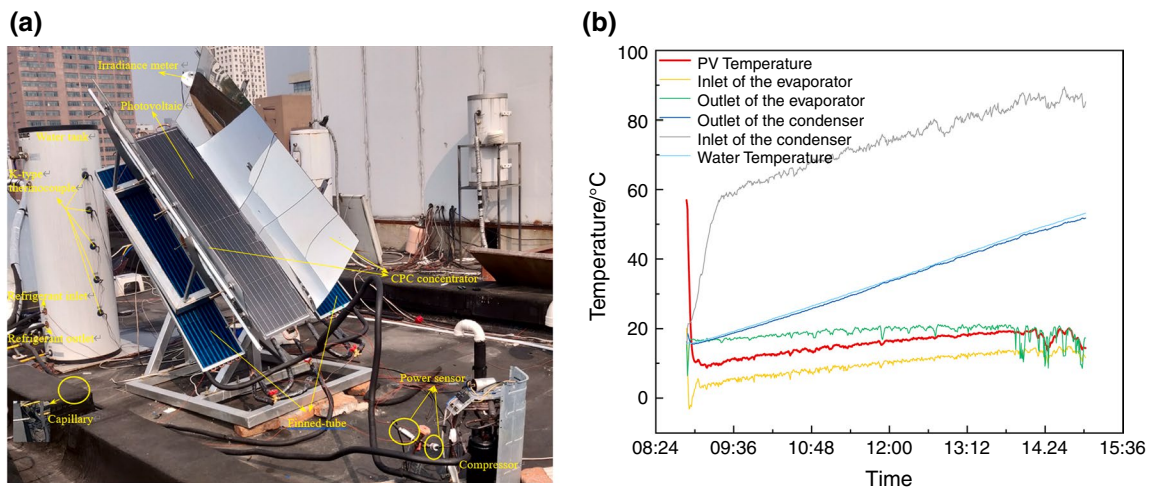 (a)
Irradiance meter
Photovoltaic
Water tank
K-type
thermocouple
CPC concentrator
Refrigerant inlet
Refrigerant outlet
Power sensor
Capillary
Finned-tube
Compressor
(b)
100
80
60
40
20
0
Temperature/°C
PV Temperature
Inlet of the evaporator
Outlet of the evaporator
Outlet of the condenser
Inlet of the condenser
Water Temperature
08:24
09:36
10:48
12:00
13:12
14.24
15:36
Time